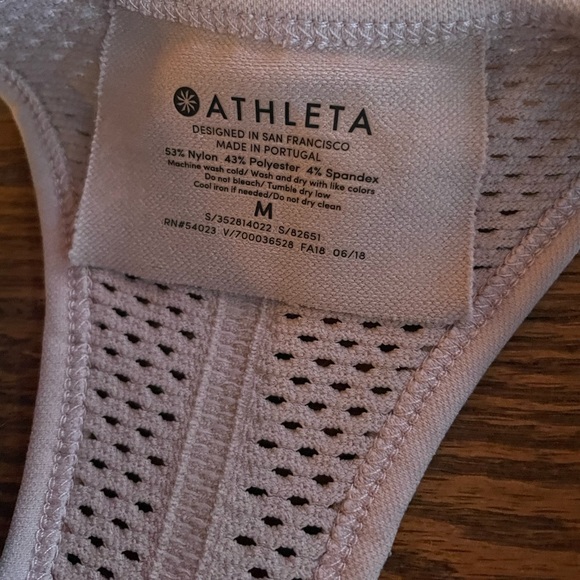 ATHLETA
DESIGNED IN SAN FRANCISCO
MADE IN PORTUGAL
53% Nylon 43% Polyester 4% Spandex
Machine wash cold/ Wash and dry with like colors
Do not bleach/ Tumble dry low
Cool iron if needed/Do not dry clean
M
S/352814022 S/82651
RN#54023 V/700036528 FA18 06/18